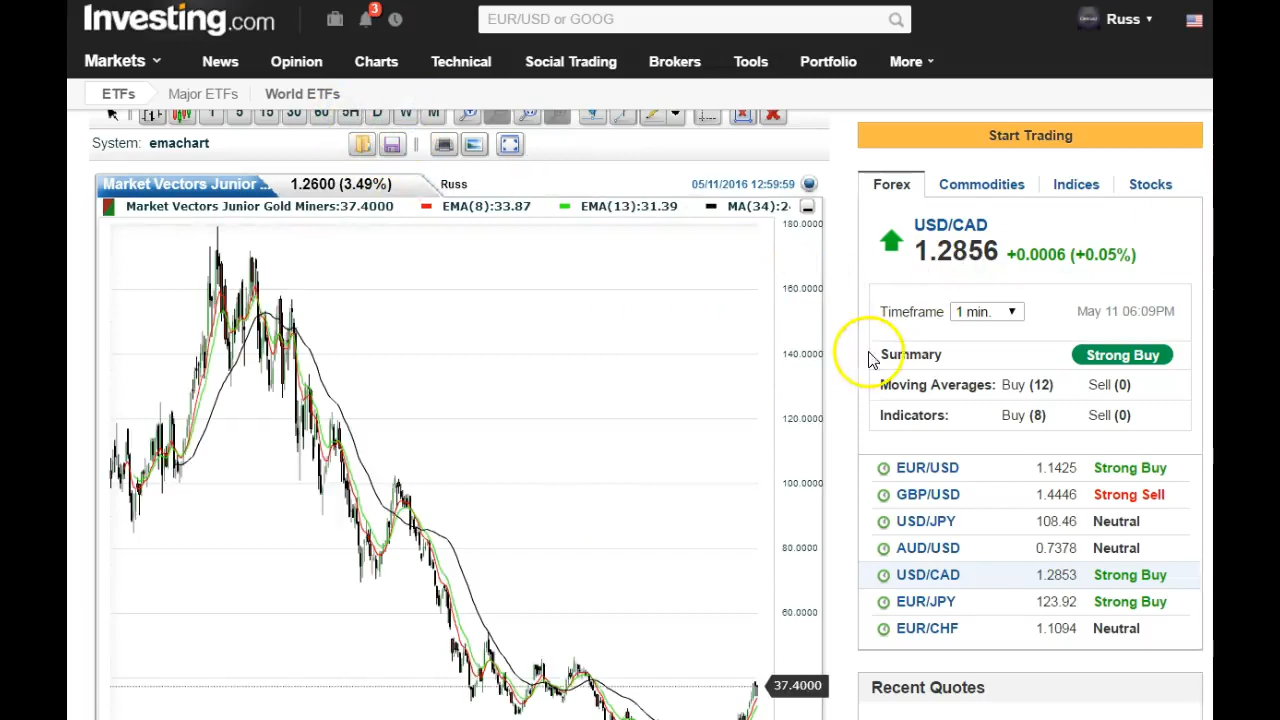 Investing.com
3
EUR/USD or GOOG
Russ
Markets News Opinion Charts Technical Social Trading Brokers Tools Portfolio More
ETFs Major ETFs World ETFs
1 5 15 30 60 5H D W M
System: emachart
Start Trading
Market Vectors Junior ... 1.2600 (3.49%) Russ 05/11/2016 12:59:59
Market Vectors Junior Gold Miners:37.4000 EMA(8):33.87 EMA(13):31.39 MA(34):2
180.0000
160.0000
140.0000
120.0000
100.0000
80.0000
60.0000
37.4000
Forex Commodities Indices Stocks
USD/CAD
1.2856 +0.0006 (+0.05%)
Timeframe 1 min. May 11 06:09PM
Summary Strong Buy
Moving Averages: Buy (12) Sell (0)
Indicators: Buy (8) Sell (0)
EUR/USD 1.1425 Strong Buy
GBP/USD 1.4446 Strong Sell
USD/JPY 108.46 Neutral
AUD/USD 0.7378 Neutral
USD/CAD 1.2853 Strong Buy
EUR/JPY 123.92 Strong Buy
EUR/CHF 1.1094 Neutral
Recent Quotes